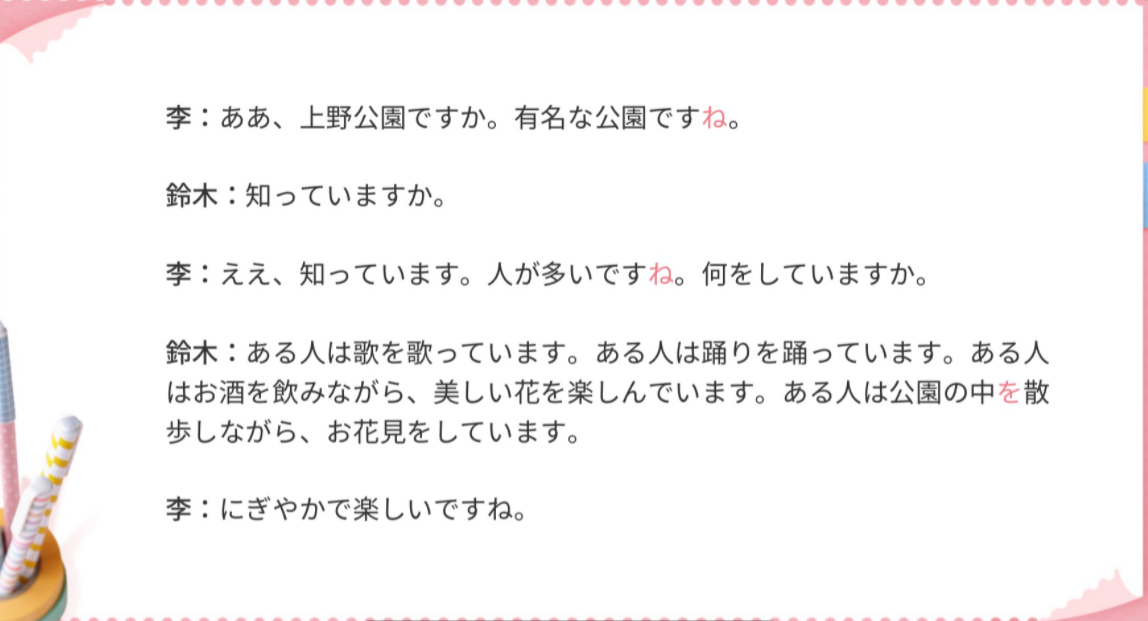 李：ああ、上野公園ですか。有名な公園ですね。
鈴木：知っていますか。
李：ええ、知っています。人が多いですね。何をしていますか。
鈴木：ある人は歌を歌っています。ある人は踊りを踊っています。ある人
はお酒を飲みながら、美しい花を楽しんでいます。ある人は公園の中を散
歩しながら、お花見をしています。
李：にぎやかで楽しいですね。